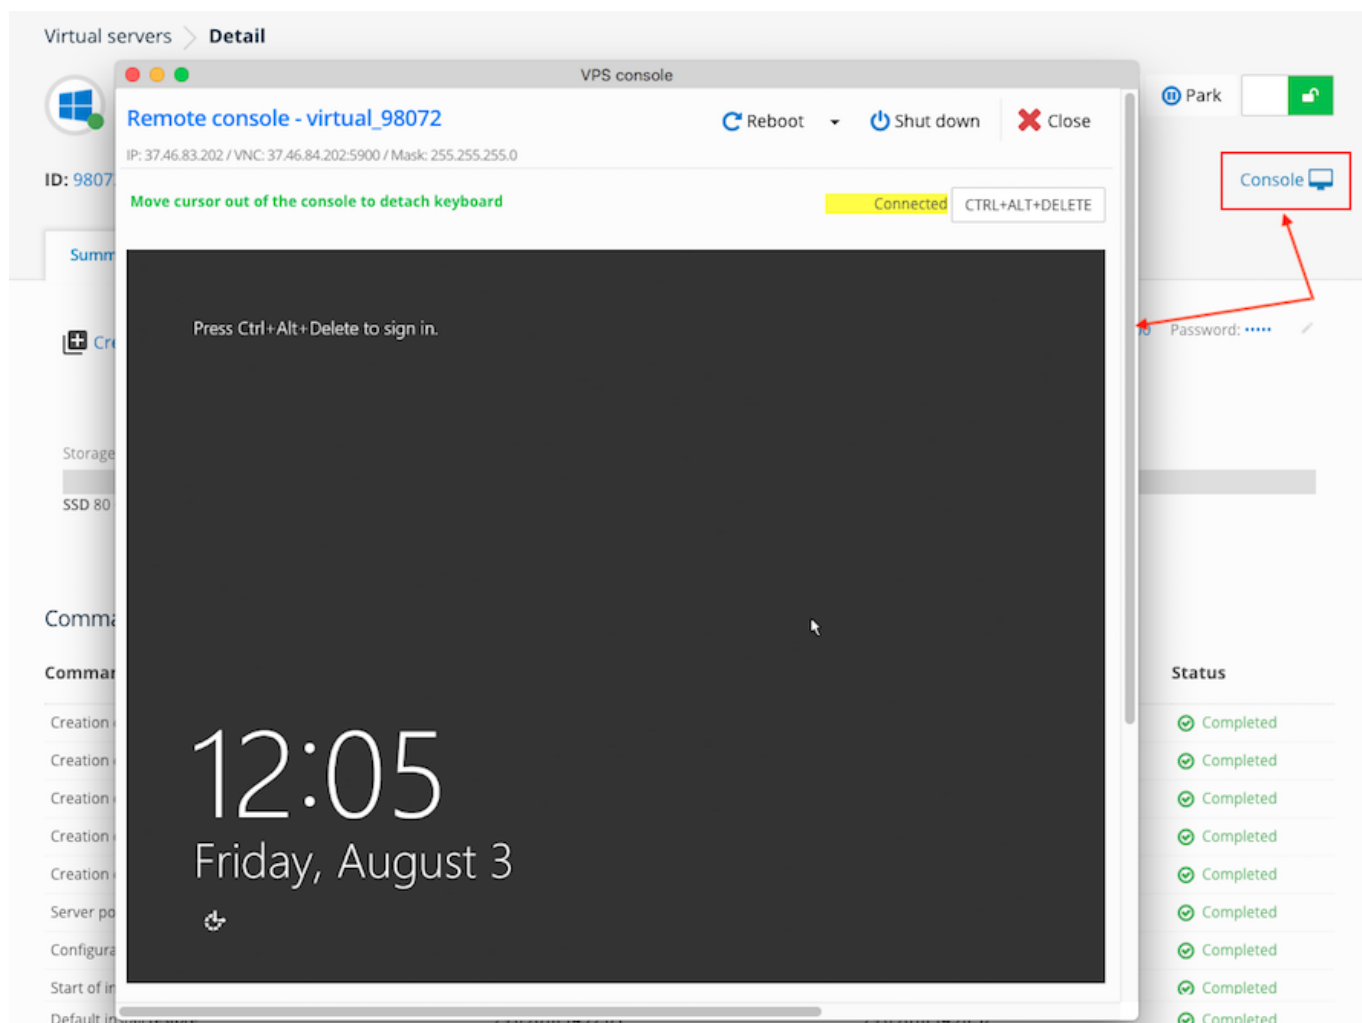 Virtual servers Detail
VPS console
Remote console - virtual_98072
Reboot Shut down Close
Park
IP: 37.46.83.202 / VNC: 37.46.84.202:5900 / Mask: 255.255.255.0
ID: 9807
Console
Move cursor out of the console to detach keyboard
Connected CTRL+ALT+DELETE
Summ
Press Ctrl+Alt+Delete to sign in.
Password:
Cre
Storage
SSD 80
Comma
Comman
Status
Creation
Completed
Creation
Completed
Creation
Completed
Creation
Completed
Creation
Completed
Server po
Completed
Configura
Completed
Start of in
Completed
Default in
Completed
12:05
Friday, August 3